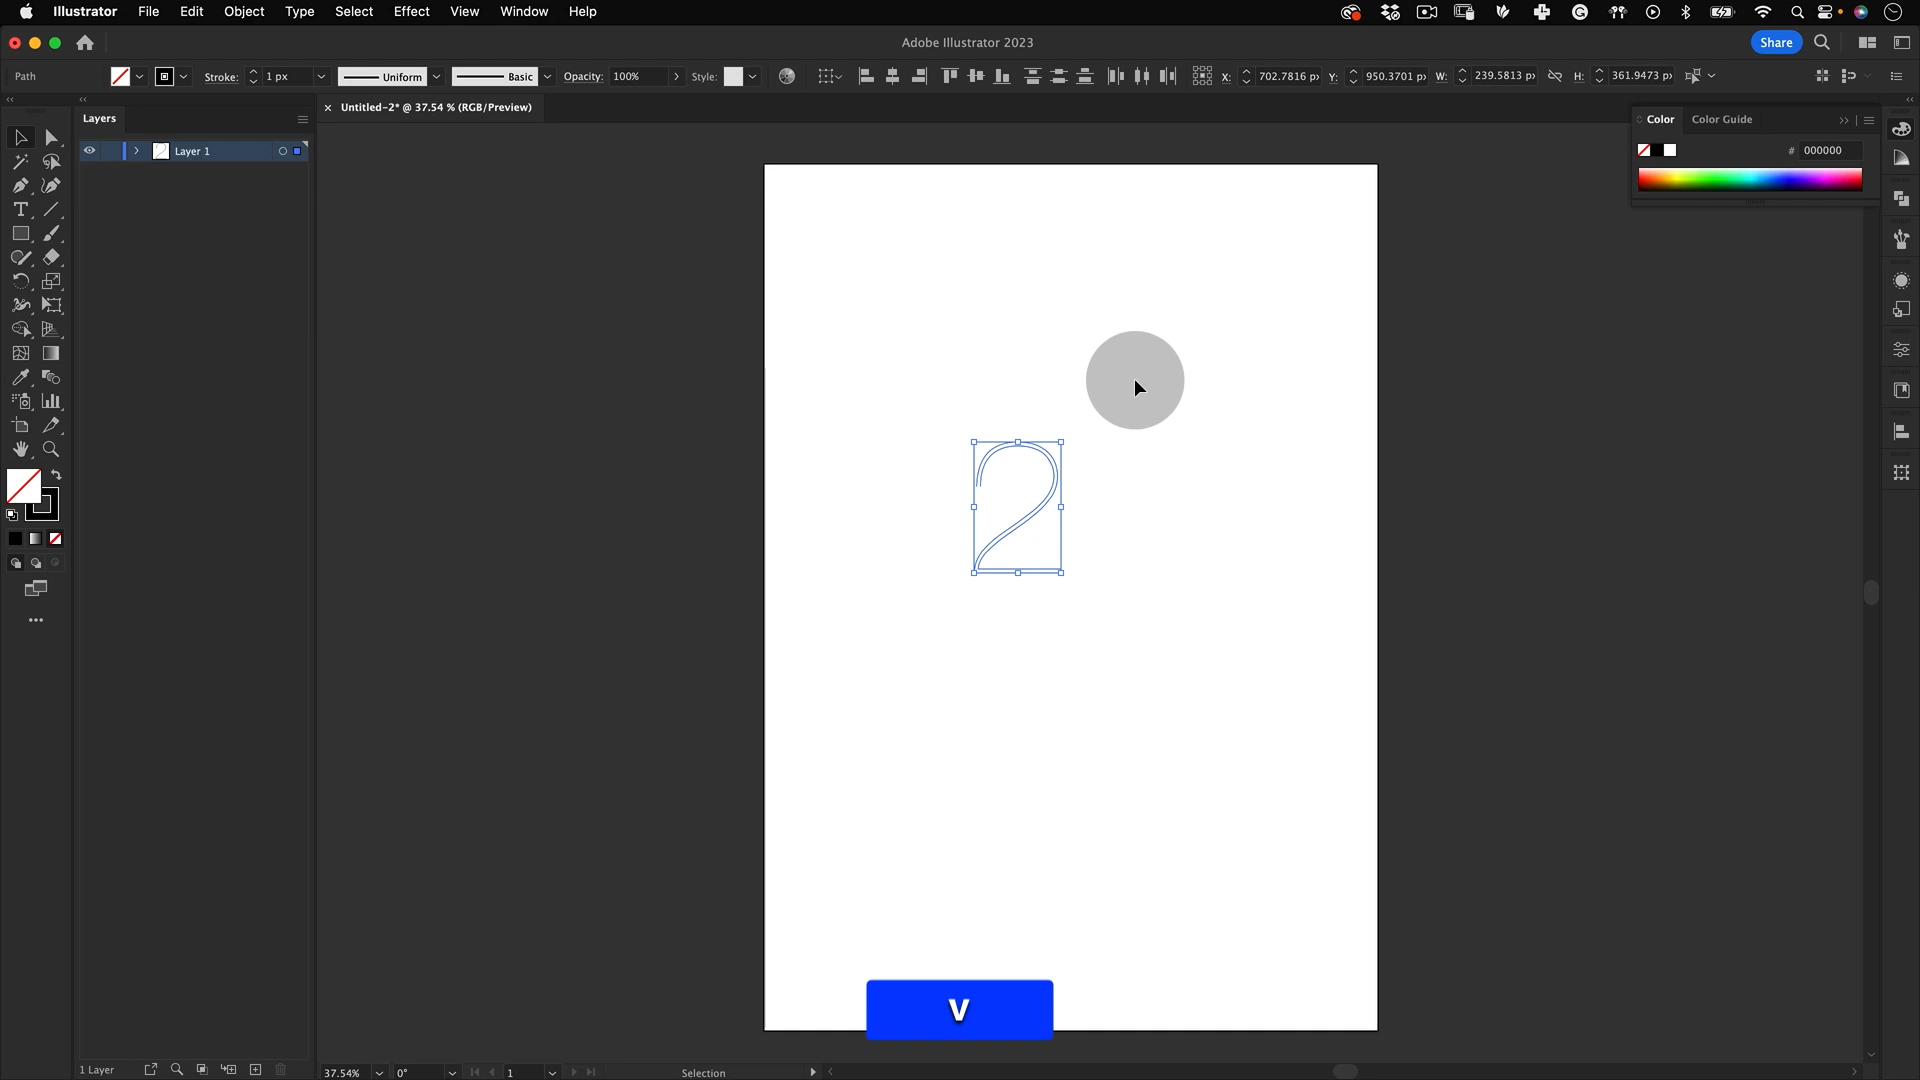 Illustrator File Edit Object Type Select Effect View Window Help
Adobe Illustrator 2023
Share
Path
Stroke: 1 px
Uniform
Basic
Opacity: 100%
Style:
X: 702.7816 p
Y: 950.3701 p
W: 239.5813 p
H: 361.9473 p
Layers
Untitled-2* @ 37.54 % (RGB/Preview)
Color Color Guide
Layer 1
# 000000
2
V
1 Layer
37.54%
0°
1
Selection